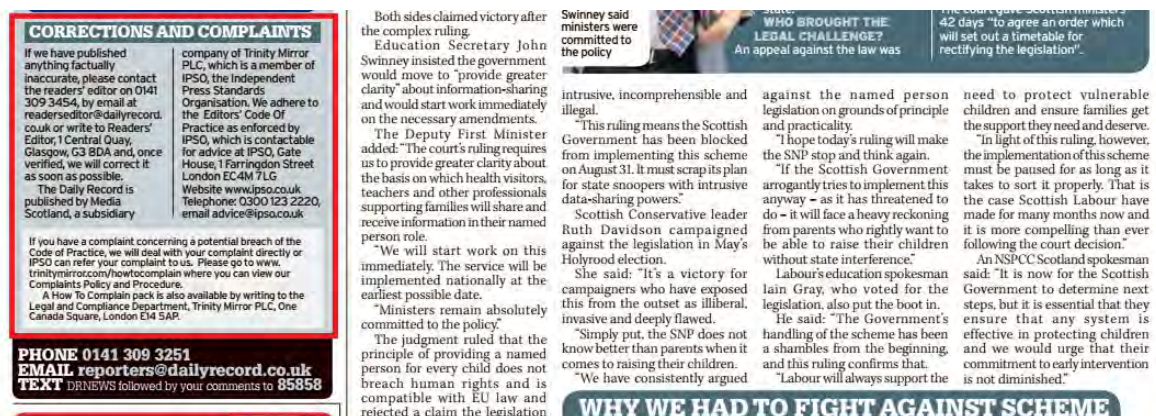 CORRECTIONS AND COMPLAINTS
If we have published
anything factually
inaccurate, please contact
the readers' editor on 0141
309 3454, by email at
readerseditor@dailyrecord.
co.uk or write to Readers'
Editor, 1 Central Quay,
Glasgow, G3 8DA and, once
verified, we will correct it
as soon as possible.
The Daily Record is
published by Media
Scotland, a subsidiary
company of Trinity Mirror
PLC, which is a member of
IPSO, the Independent
Press Standards
Organisation. We adhere to
the Editors' Code Of
Practice as enforced by
IPSO, which is contactable
for advice at IPSO, Gate
House, 1 Farringdon Street
London EC4M 7LG
Website www.ipso.co.uk
Telephone: 0300 123 2220,
email advice@ipso.co.uk
If you have a complaint concerning a potential breach of the
Code of Practice, we will deal with your complaint directly or
IPSO can refer your complaint to us. Please go to www.
trinitymirror.com/howtocomplain where you can view our
Complaints Policy and Procedure.
A How To Complain pack is also available by writing to the
Legal and Compliance Department, Trinity Mirror PLC, One
Canada Square, London E14 5AP.
PHONE 0141 309 3251
EMAIL reporters@dailyrecord.co.uk
TEXT DRNEWS followed by your comments to 85858
Both sides claimed victory after
the complex ruling.
Education Secretary John
Swinney insisted the government
would move to "provide greater
clarity" about information-sharing
and would start work immediately
on the necessary amendments.
The Deputy First Minister
added: "The court's ruling requires
us to provide greater clarity about
the basis on which health visitors,
teachers and other professionals
supporting families will share and
receive information in their named
person role.
"We will start work on this
immediately. The service will be
implemented nationally at the
earliest possible date.
"Ministers remain absolutely
committed to the policy."
The judgment ruled that the
principle of providing a named
person for every child does not
breach human rights and is
compatible with EU law and
rejected a claim the legislation
Swinney said
ministers were
committed to
the policy
state.
WHO BROUGHT THE
LEGAL CHALLENGE?
An appeal against the law was
The court gave Scottish ministers
42 days "to agree an order which
will set out a timetable for
rectifying the legislation".
intrusive, incomprehensible and
illegal.
"This ruling means the Scottish
Government has been blocked
from implementing this scheme
on August 31. It must scrap its plan
for state snoopers with intrusive
data-sharing powers."
Scottish Conservative leader
Ruth Davidson campaigned
against the legislation in May's
Holyrood election.
She said: "It's a victory for
campaigners who have exposed
this from the outset as illiberal,
invasive and deeply flawed.
"Simply put, the SNP does not
know better than parents when it
comes to raising their children.
"We have consistently argued
against the named person
legislation on grounds of principle
and practicality.
"I hope today's ruling will make
the SNP stop and think again.
"If the Scottish Government
arrogantly tries to implement this
anyway – as it has threatened to
do – it will face a heavy reckoning
from parents who rightly want to
be able to raise their children
without state interference."
Labour's education spokesman
Iain Gray, who voted for the
legislation, also put the boot in.
He said: "The Government's
handling of the scheme has been
a shambles from the beginning,
and this ruling confirms that.
"Labour will always support the
need to protect vulnerable
children and ensure families get
the support they need and deserve.
"In light of this ruling, however,
the implementation of this scheme
must be paused for as long as it
takes to sort it properly. That is
the case Scottish Labour have
made for many months now and
it is more compelling than ever
following the court decision."
An NSPCC Scotland spokesman
said: "It is now for the Scottish
Government to determine next
steps, but it is essential that they
ensure that any system is
effective in protecting children
and we would urge that their
commitment to early intervention
is not diminished."
WHY WE HAD TO FIGHT AGAINST SCHEME